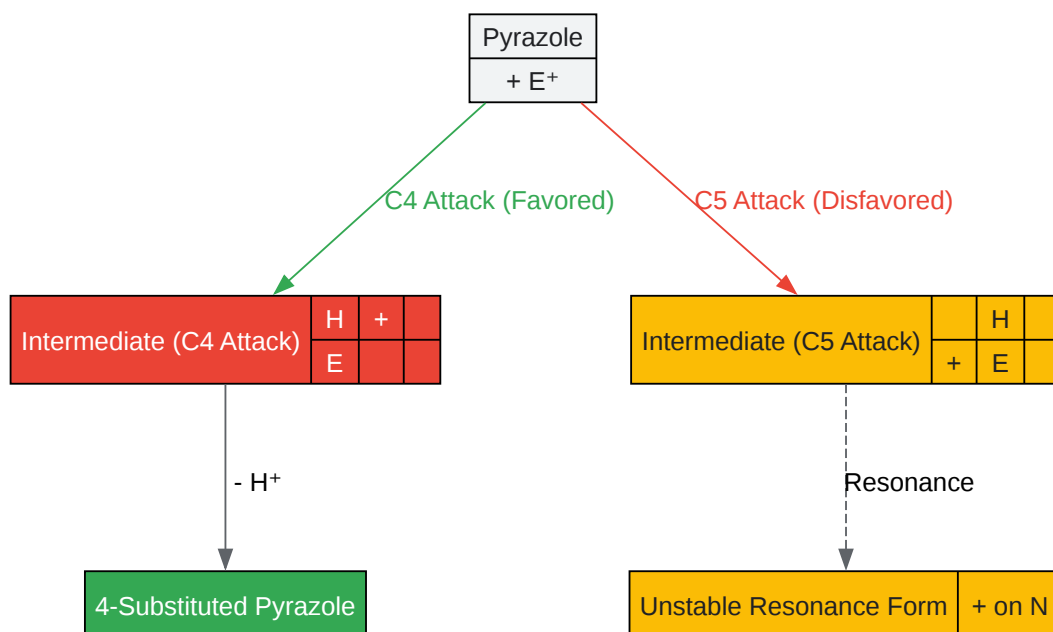 Pyrazole
+ E⁺
C4 Attack (Favored)
C5 Attack (Disfavored)
Intermediate (C4 Attack)
H
+
E
Intermediate (C5 Attack)
H
+
E
- H⁺
Resonance
4-Substituted Pyrazole
Unstable Resonance Form
+ on N